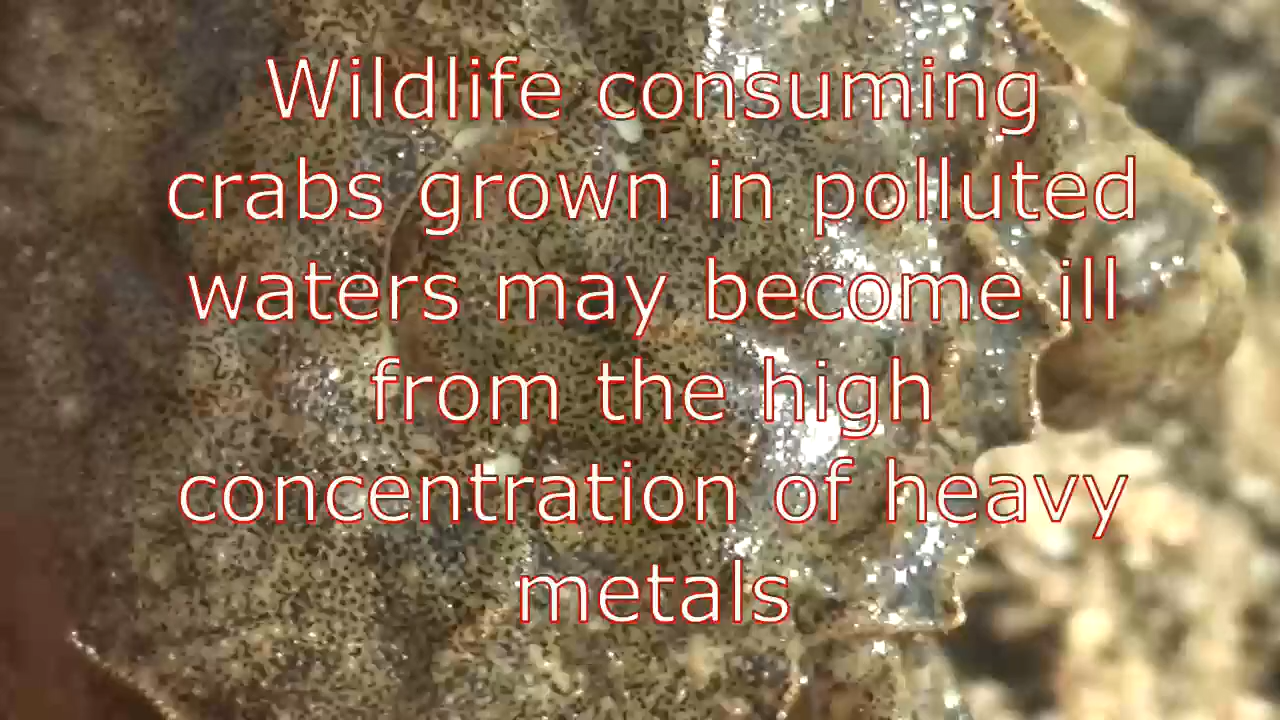 Wildlife consuming
crabs grown in polluted
waters may become ill
from the high
concentration of heavy
metals